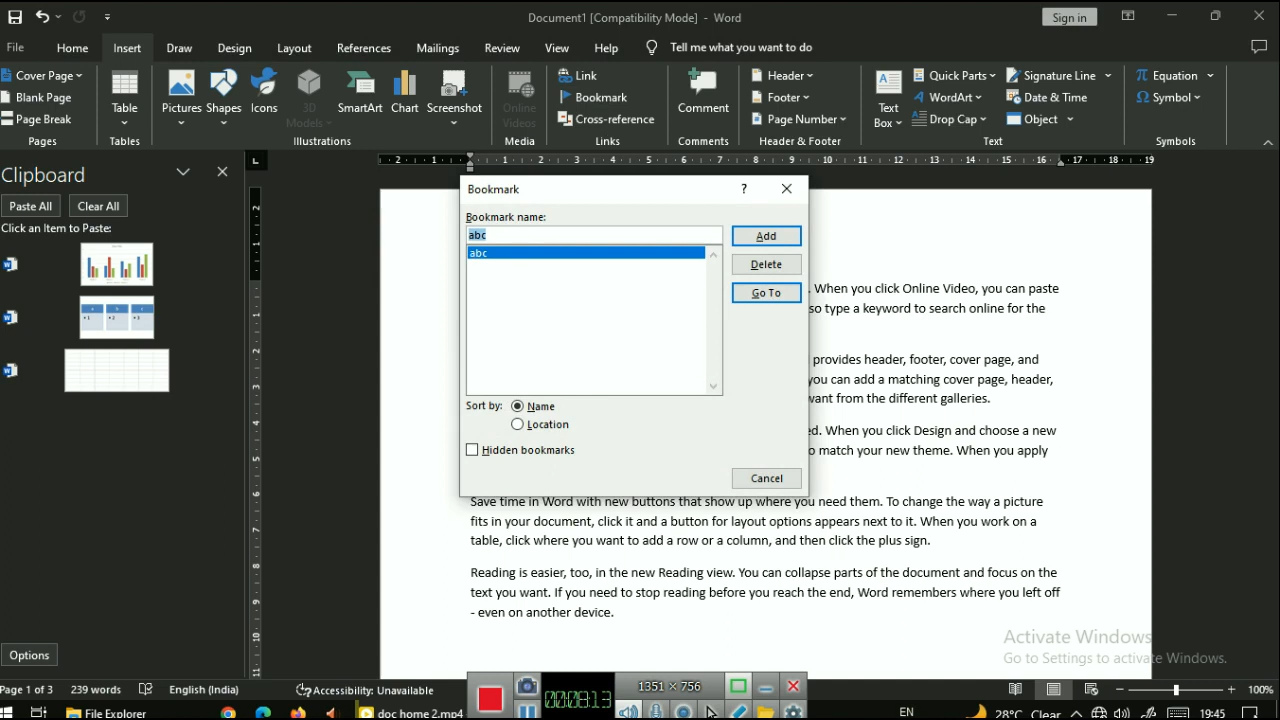 Document1 [Compatibility Mode] - Word
Sign in
File Home Insert Draw Design Layout References Mailings Review View Help Tell me what you want to do
Cover Page
Blank Page
Page Break
Pages
Table
Tables
Pictures Shapes Icons 3D Models SmartArt Chart Screenshot
Illustrations
Online Videos
Media
Link
Bookmark
Cross-reference
Links
Comment
Comments
Header
Footer
Page Number
Header & Footer
Text Box
Quick Parts
WordArt
Drop Cap
Signature Line
Date & Time
Object
Text
Equation
Symbol
Symbols
Clipboard
Paste All Clear All
Click an Item to Paste:
Options
Bookmark
?
Bookmark name:
abc
abc
Add
Delete
Go To
Sort by: Name
Location
Hidden bookmarks
Cancel
. When you click Online Video, you can paste
so type a keyword to search online for the
provides header, footer, cover page, and
you can add a matching cover page, header,
want from the different galleries.
ed. When you click Design and choose a new
o match your new theme. When you apply
Save time in Word with new buttons that show up where you need them. To change the way a picture
fits in your document, click it and a button for layout options appears next to it. When you work on a
table, click where you want to add a row or a column, and then click the plus sign.
Reading is easier, too, in the new Reading view. You can collapse parts of the document and focus on the
text you want. If you need to stop reading before you reach the end, Word remembers where you left off
- even on another device.
Activate Windows
Go to Settings to activate Windows.
Page 1 of 3 239 words English (India) Accessibility: Unavailable
1351 × 756
00:08:13
100%
File Explorer
doc home 2.mp4
EN
28°C Clear
19:45